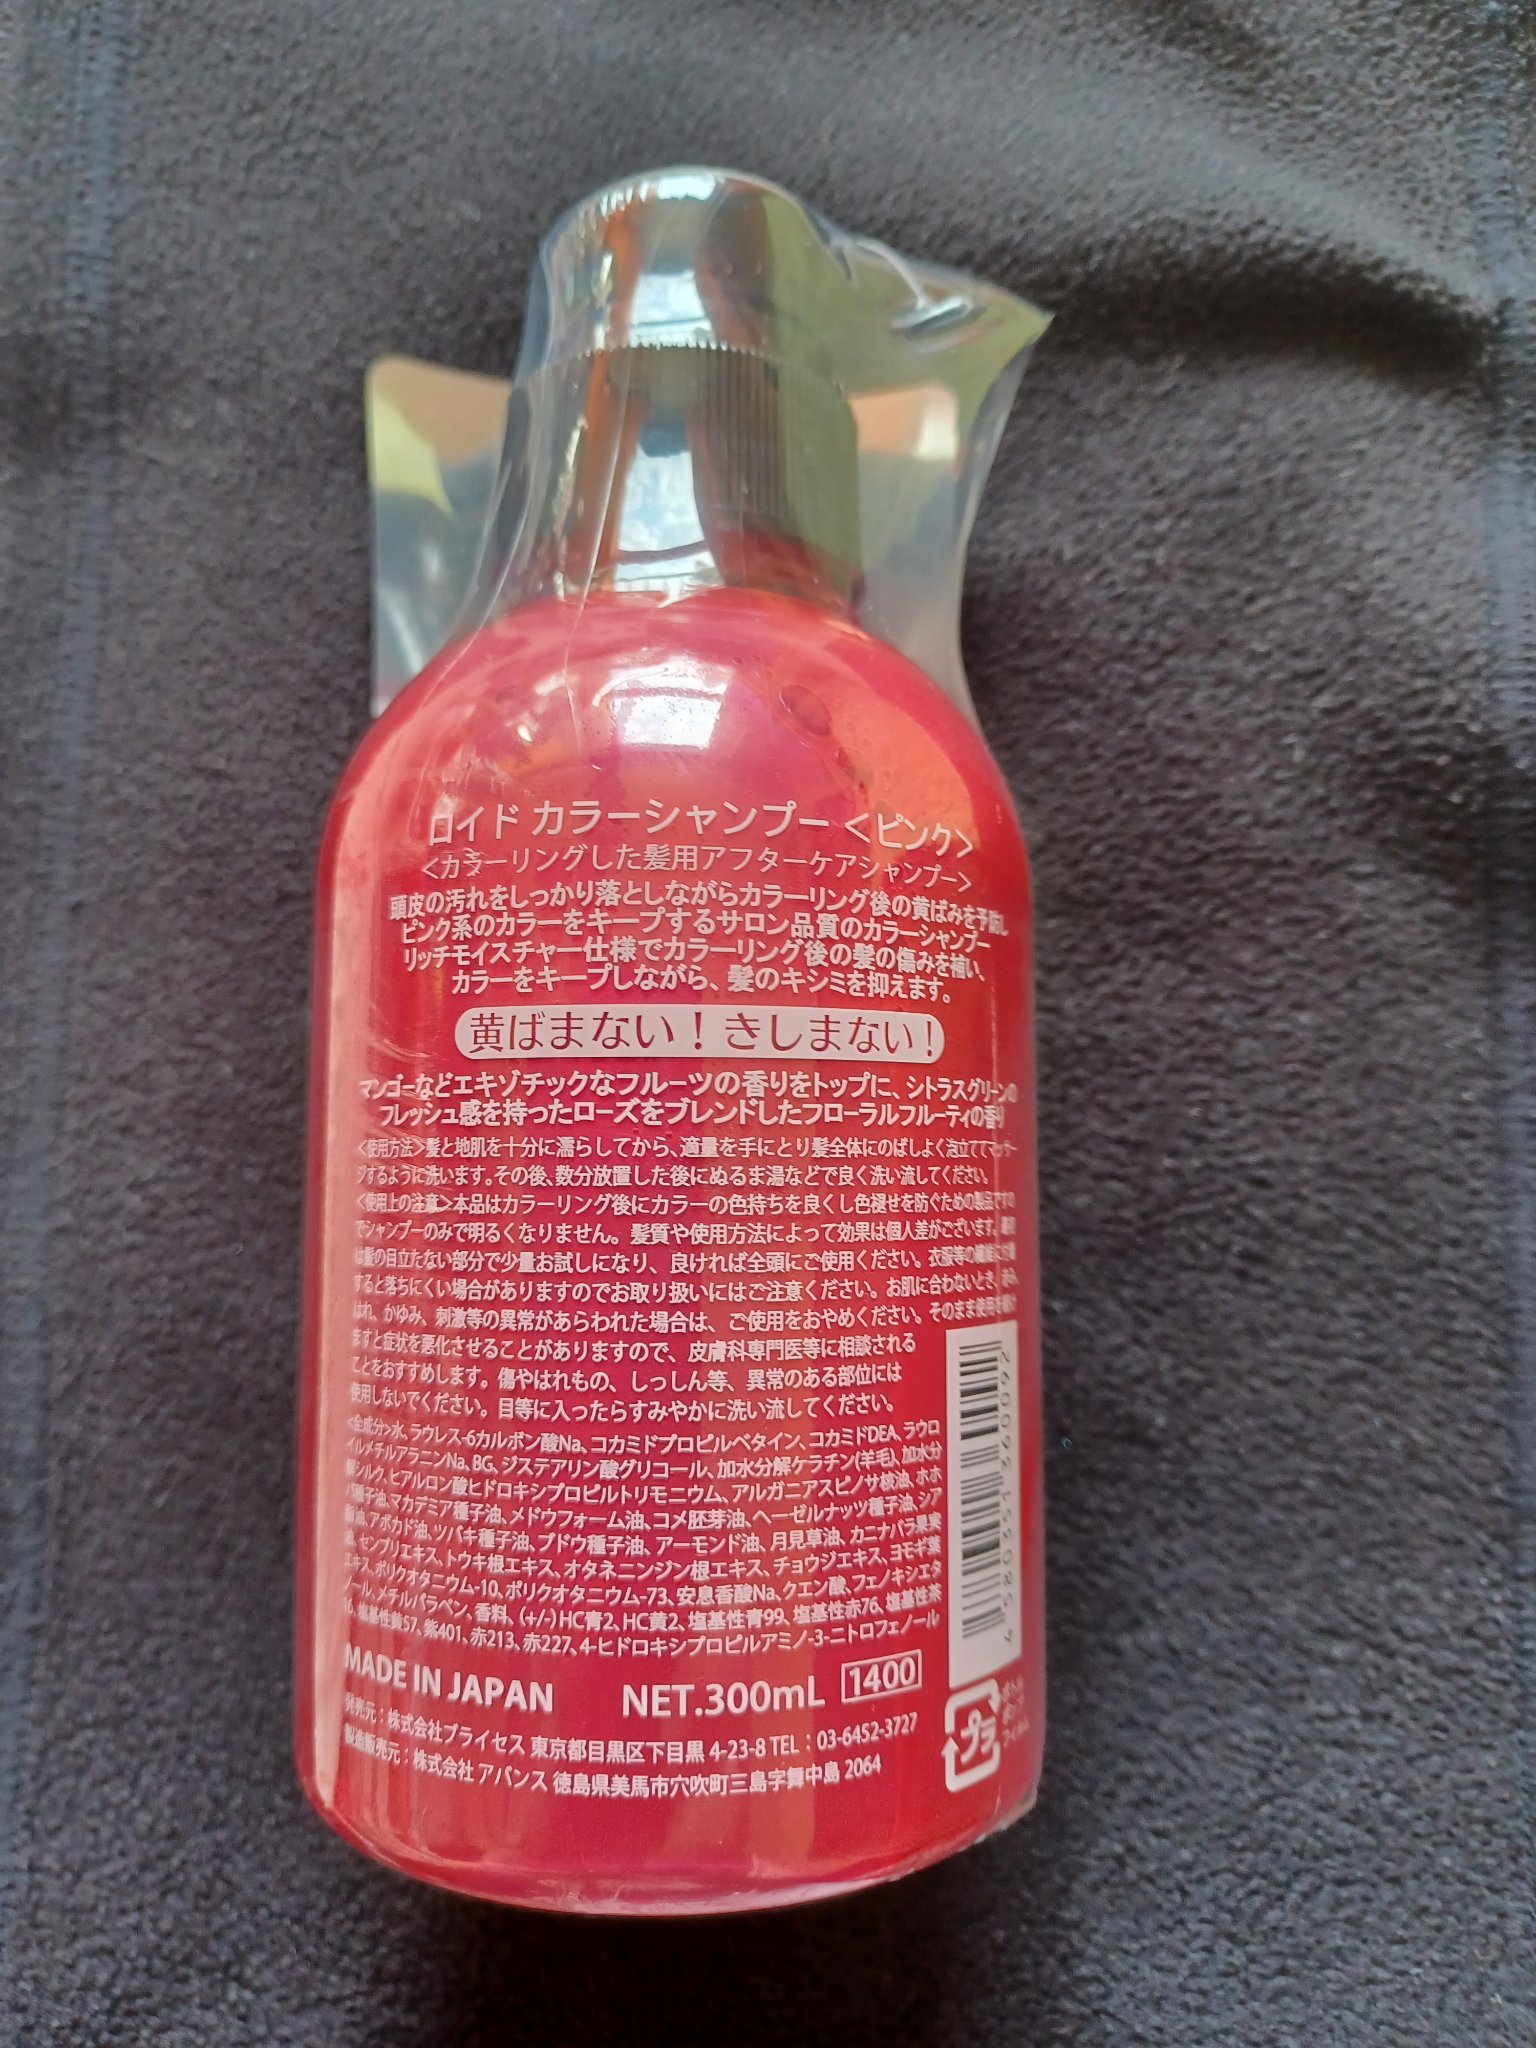 ロイド カラーシャンプー <ピンク>
<カラーリングした髪用アフターケアシャンプー>
頭皮の汚れをしっかり落としながらカラーリング後の黄ばみを予防し
ピンク系のカラーをキープするサロン品質のカラーシャンプー
リッチモイスチャー仕様でカラーリング後の髪の傷みを補い、
カラーをキープしながら、髪のキシミを抑えます。
黄ばまない！きしまない！
マンゴーなどエキゾチックなフルーツの香りをトップに、シトラスグリーンの
フレッシュ感を持ったローズをブレンドしたフローラルフルーティの香り
<使用方法>髪と地肌を十分に濡らしてから、適量を手にとり髪全体にのばしよく泡立ててマッサー
ジするように洗います。その後、数分放置した後にぬるま湯などで良く洗い流してください。
<使用上の注意>本品はカラーリング後にカラーの色持ちを良くし色褪せを防ぐための製品ですの
でシャンプーのみで明るくなりません。髪質や使用方法によって効果は個人差がございます。
は髪の目立たない部分で少量お試しになり、良ければ全頭にご使用ください。衣服等の繊維に付着
すると落ちにくい場合がありますのでお取り扱いにはご注意ください。お肌に合わないとき、赤み、
はれ、かゆみ、刺激等の異常があらわれた場合は、ご使用をおやめください。そのまま使用を続け
ますと症状を悪化させることがありますので、皮膚科専門医等に相談される
ことをおすすめします。傷やはれもの、しっしん等、異常のある部位には
使用しないでください。目等に入ったらすみやかに洗い流してください。
<全成分>水、ラウレス-6カルボン酸Na、コカミドプロピルベタイン、コカミドDEA、ラウロ
イルメチルアラニンNa、BG、ジステアリン酸グリコール、加水分解ケラチン(羊毛)、加水分
解シルク、ヒアルロン酸ヒドロキシプロピルトリモニウム、アルガニアスピノサ核油、ホホ
バ種子油、マカデミア種子油、メドウフォーム油、コメ胚芽油、ヘーゼルナッツ種子油、シア
脂油、アボカド油、ツバキ種子油、ブドウ種子油、アーモンド油、月見草油、カニナバラ果実
油、センブリエキス、トウキ根エキス、オタネニンジン根エキス、チョウジエキス、ヨモギ葉
エキス、ポリクオタニウム-10、ポリクオタニウム-73、安息香酸Na、クエン酸、フェノキシエタ
ノール、メチルパラベン、香料、(+/-)HC青2、HC黄2、塩基性青99、塩基性赤76、塩基性茶
16、塩基性黄57、紫401、赤213、赤227、4-ヒドロキシプロピルアミノ-3-ニトロフェノール
MADE IN JAPAN NET.300mL 1400
発売元：株式会社プライセス 東京都目黒区下目黒 4-23-8 TEL：03-6452-3727
製造販売元：株式会社 アバンス 徳島県美馬市穴吹町三島字舞中島 2064
4 580351 360092
プラ
ボトル
ポンプ
フィルム